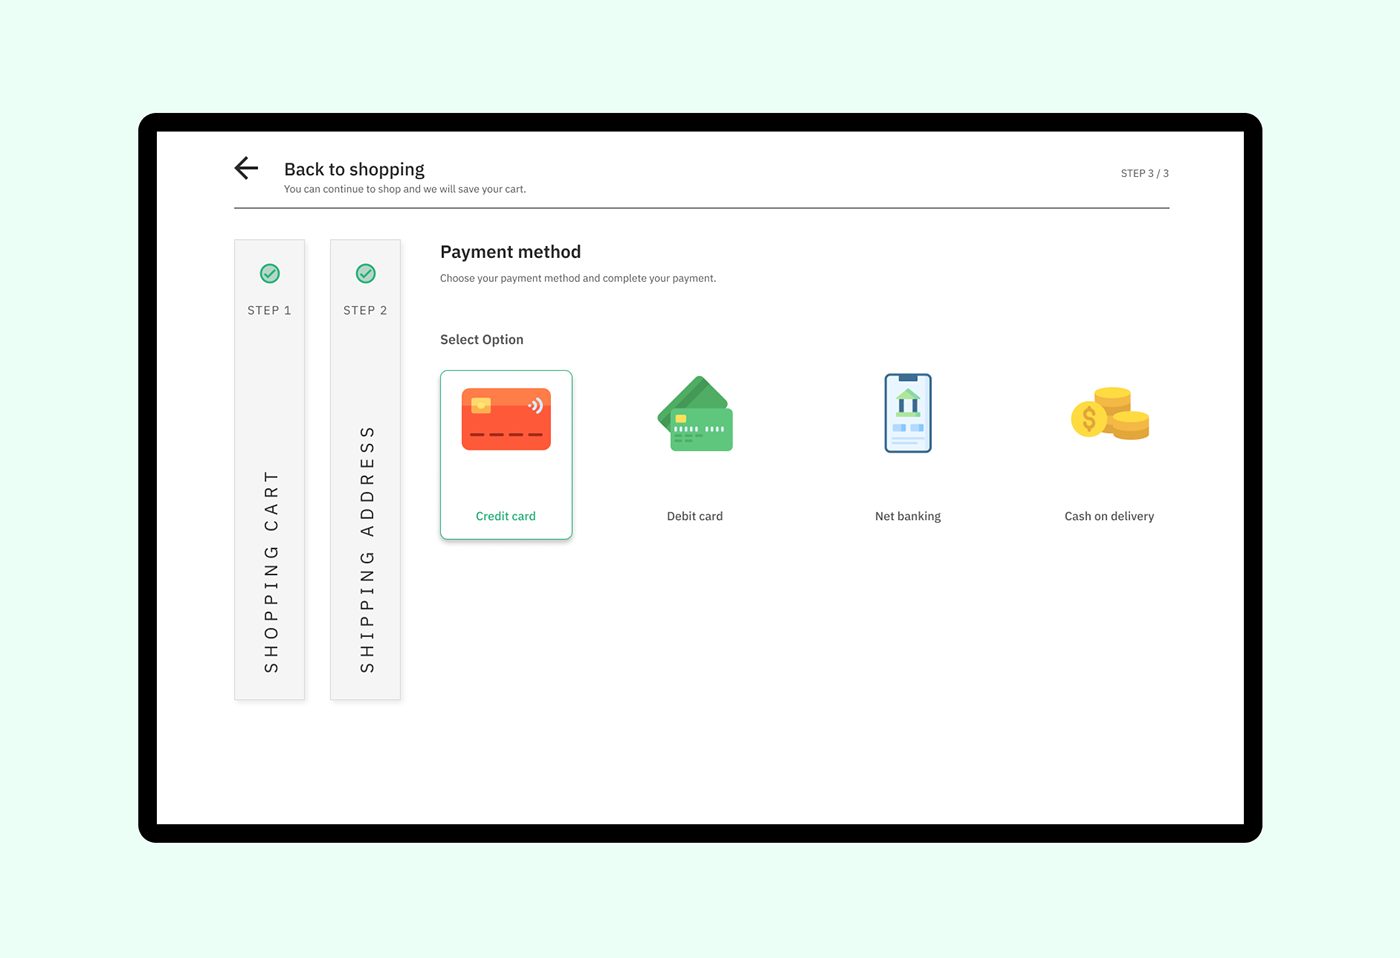 Back to shopping
You can continue to shop and we will save your cart.
STEP 3 / 3
STEP 1
SHOPPING CART
STEP 2
SHIPPING ADDRESS
Payment method
Choose your payment method and complete your payment.
Select Option
Credit card
Debit card
Net banking
$
Cash on delivery